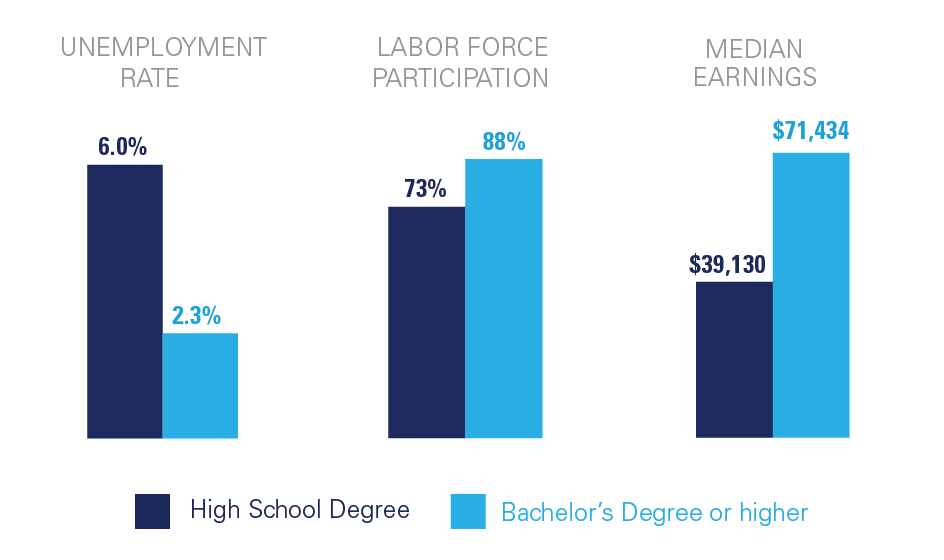 UNEMPLOYMENT
RATE
LABOR FORCE
PARTICIPATION
MEDIAN
EARNINGS
6.0%
2.3%
73%
88%
$39,130
$71,434
High School Degree
Bachelor’s Degree or higher